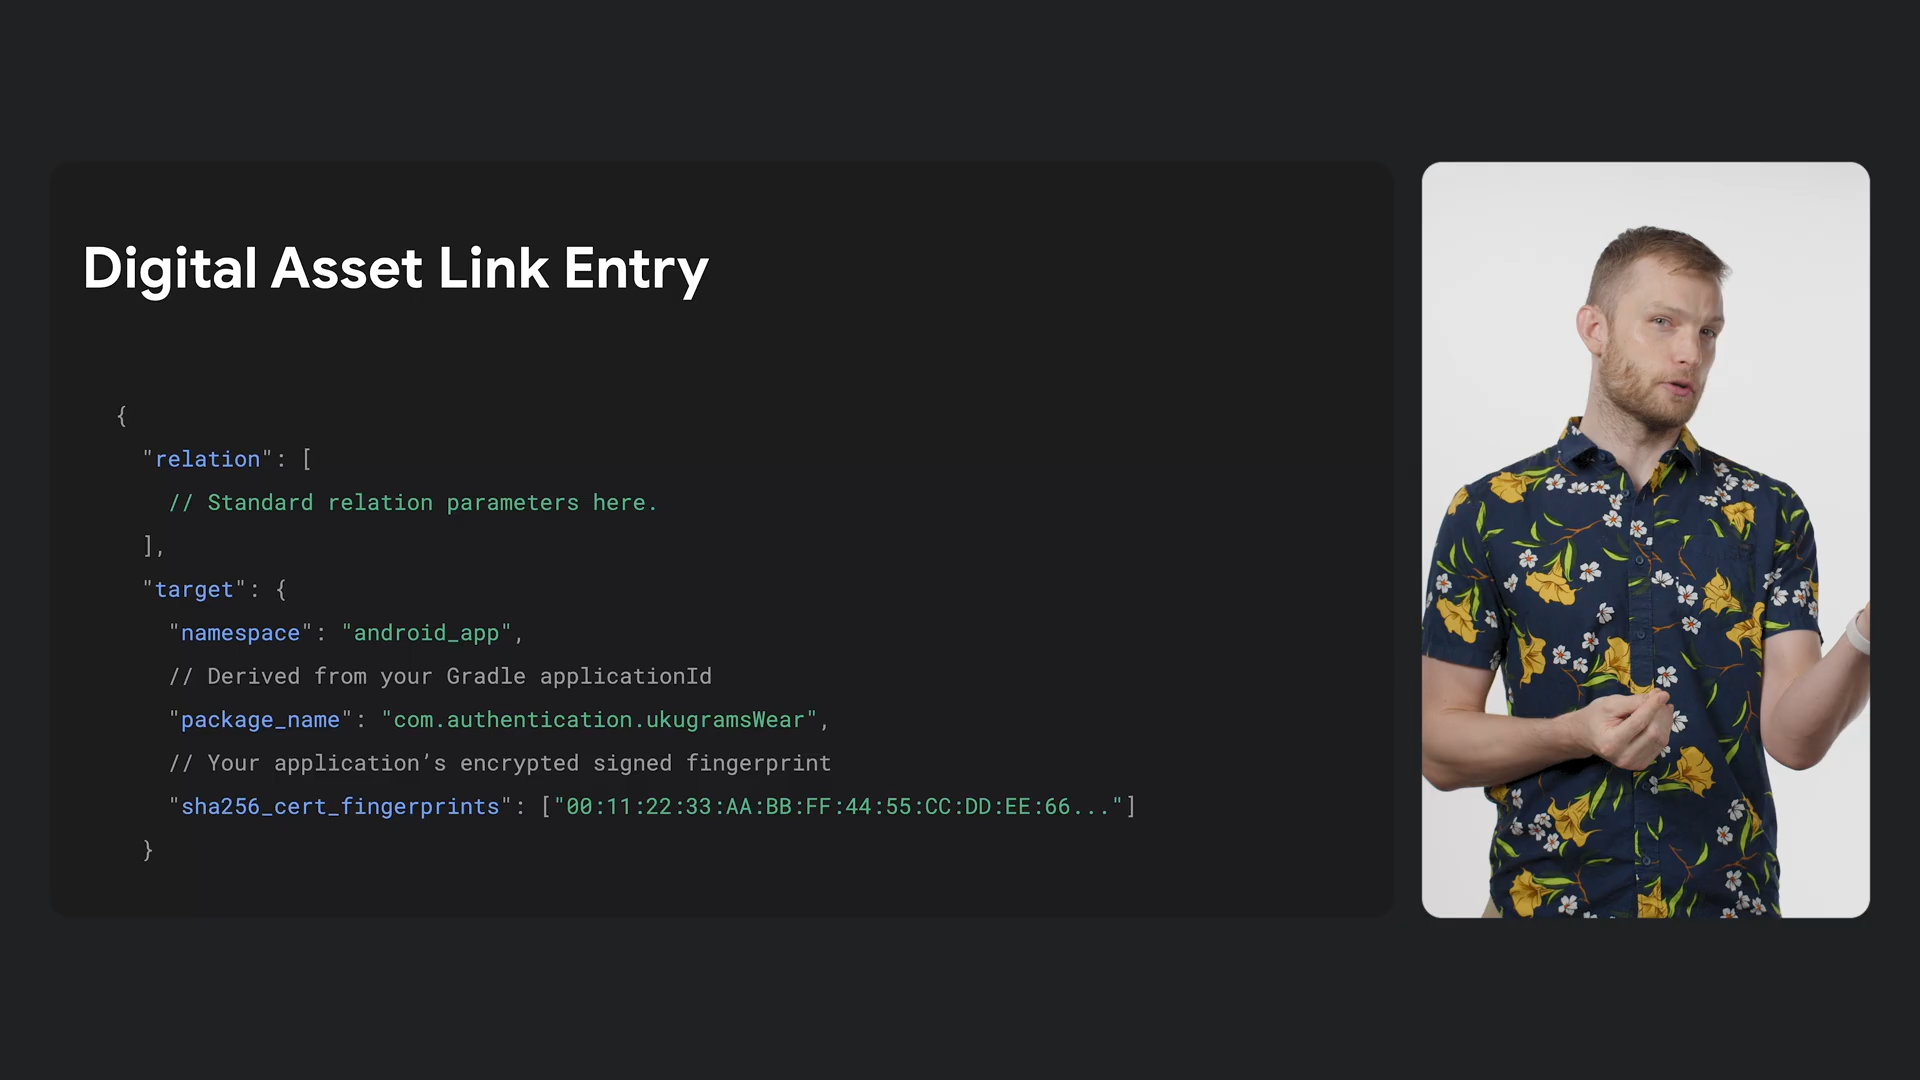 Digital Asset Link Entry
{
"relation": [
// Standard relation parameters here.
],
"target": {
"namespace": "android_app",
// Derived from your Gradle applicationId
"package_name": "com.authentication.ukugramsWear",
// Your application’s encrypted signed fingerprint
"sha256_cert_fingerprints": ["00:11:22:33:AA:BB:FF:44:55:CC:DD:EE:66..."]
}